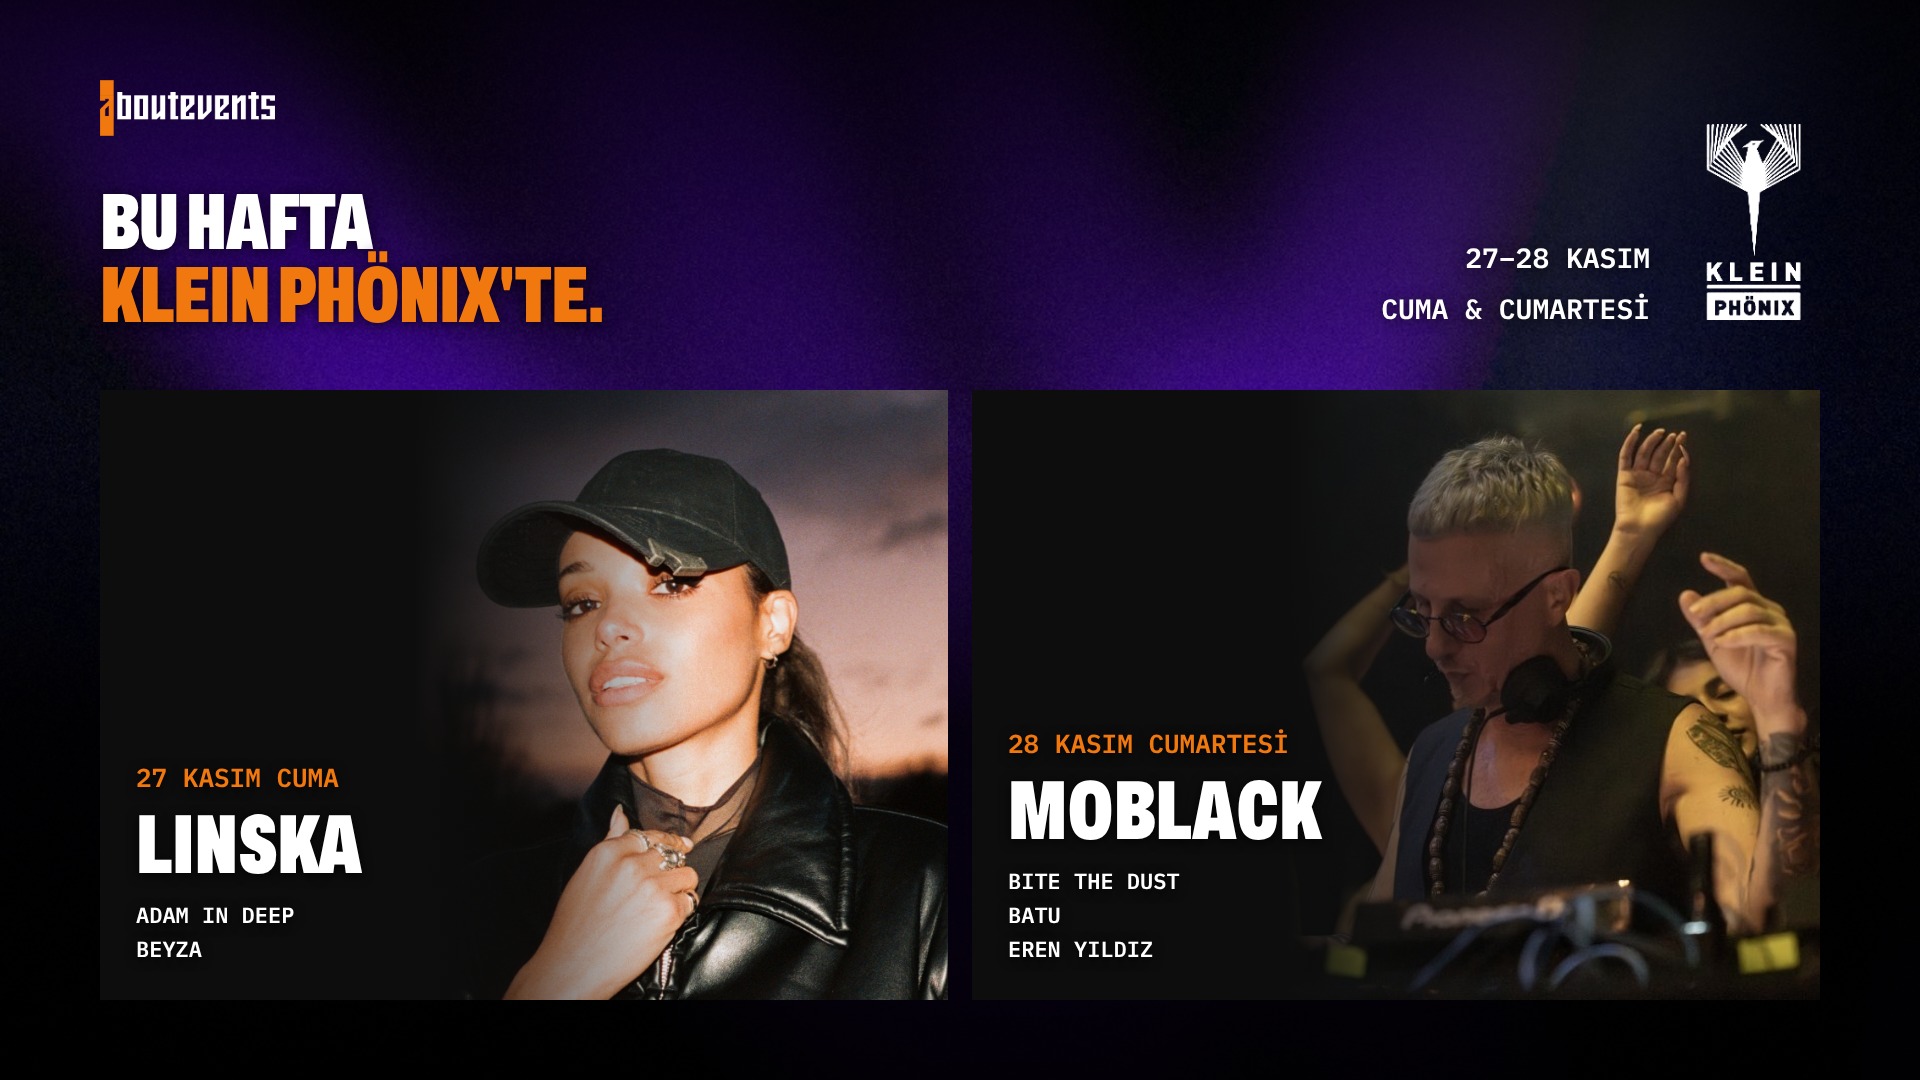 aboutevents
BU HAFTA
KLEIN PHÖNIX'TE.
27–28 KASIM
CUMA & CUMARTESİ
KLEIN
PHÖNIX
27 KASIM CUMA
LINSKA
ADAM IN DEEP
BEYZA
28 KASIM CUMARTESİ
MOBLACK
BITE THE DUST
BATU
EREN YILDIZ
Pioneer